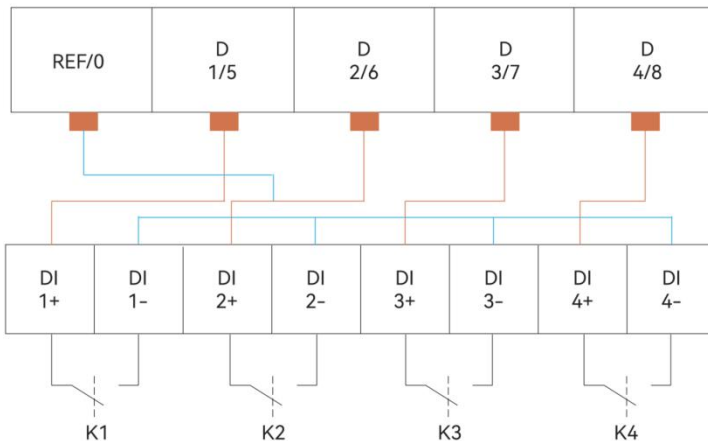 REF/0
D
1/5
D
2/6
D
3/7
D
4/8
DI
1+
DI
1-
DI
2+
DI
2-
DI
3+
DI
3-
DI
4+
DI
4-
K1
K2
K3
K4